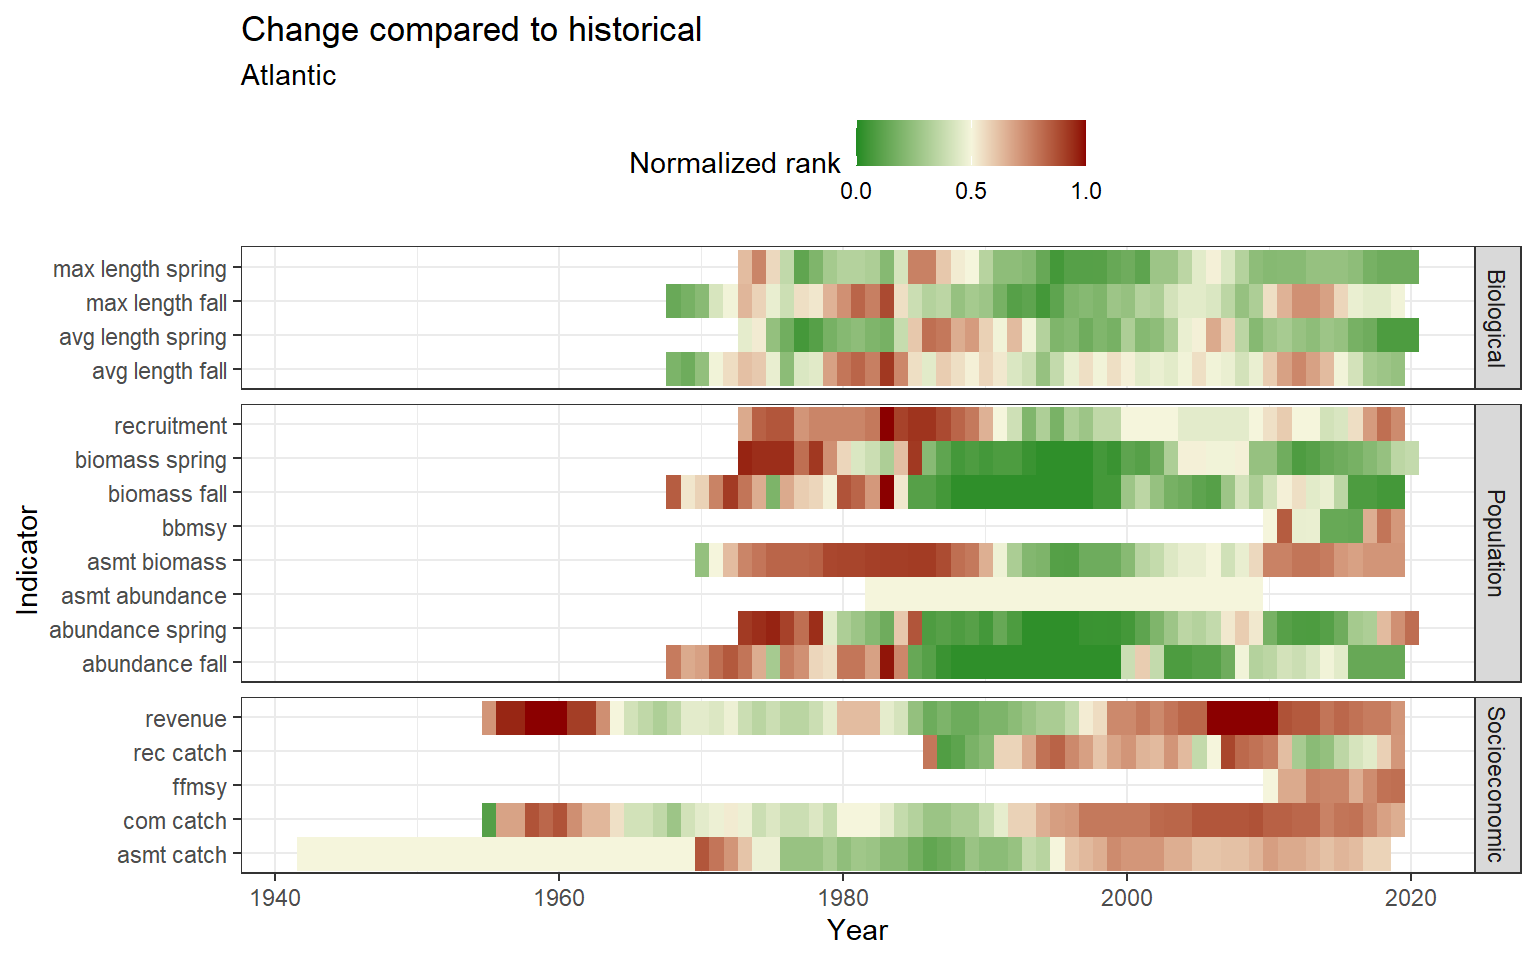 Change compared to historical
Atlantic
Normalized rank
0.0 0.5 1.0
max length spring
max length fall
avg length spring
avg length fall
Biological
recruitment
biomass spring
biomass fall
bbmsy
asmt biomass
asmt abundance
abundance spring
abundance fall
Population
revenue
rec catch
ffmsy
com catch
asmt catch
Socioeconomic
Indicator
1940 1960 1980 2000 2020
Year